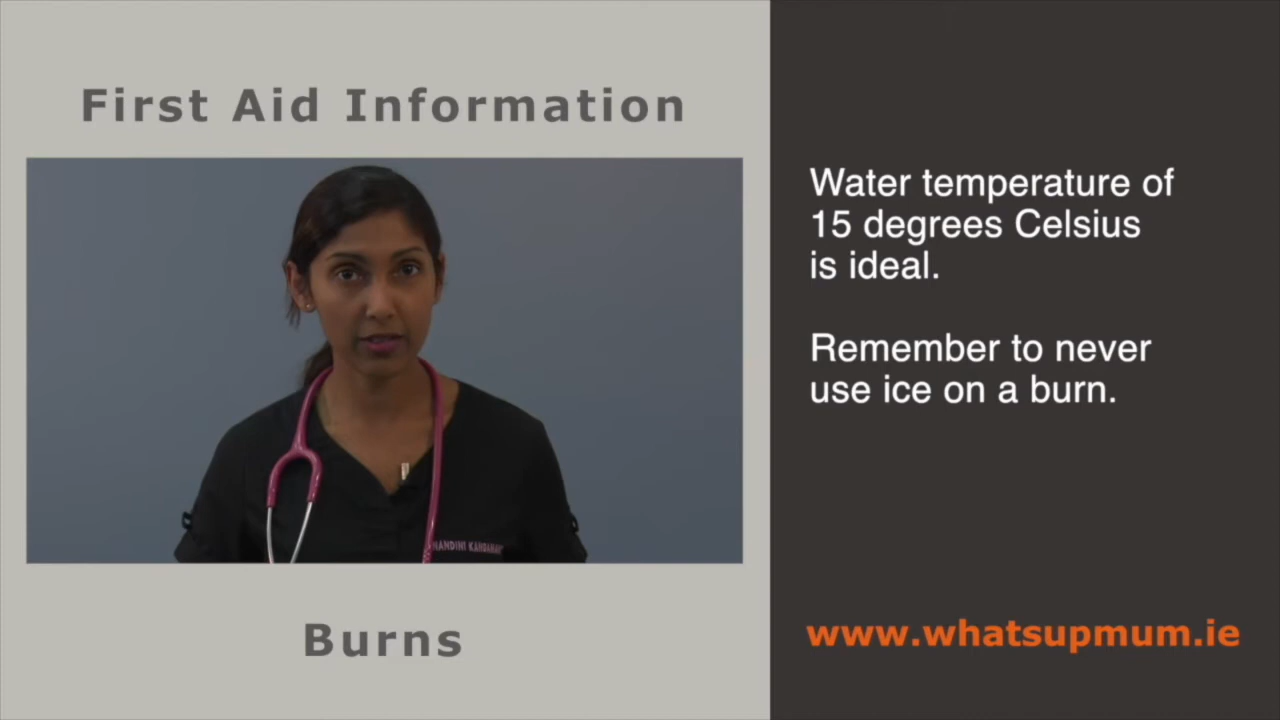 First Aid Information
Water temperature of
15 degrees Celsius
is ideal.
Remember to never
use ice on a burn.
Burns
www.whatsupmum.ie